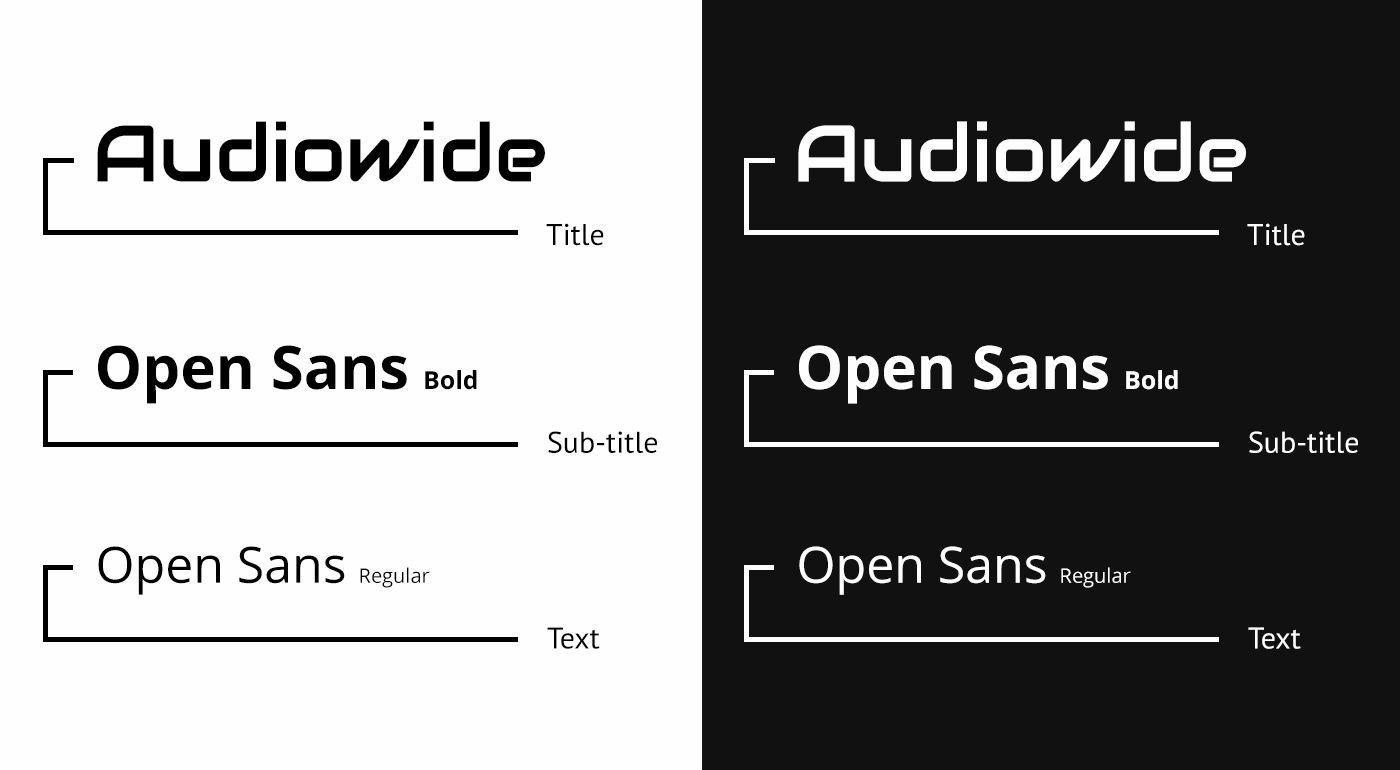 Audiowide
Title
Open Sans Bold
Sub-title
Open Sans Regular
Text
Audiowide
Title
Open Sans Bold
Sub-title
Open Sans Regular
Text